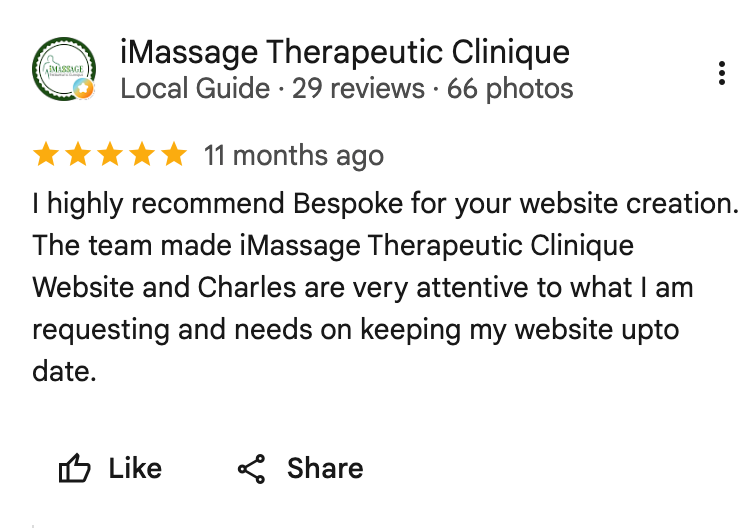 iMassage Therapeutic Clinique
Local Guide · 29 reviews · 66 photos
11 months ago
I highly recommend Bespoke for your website creation.
The team made iMassage Therapeutic Clinique
Website and Charles are very attentive to what I am
requesting and needs on keeping my website upto
date.
Like
Share